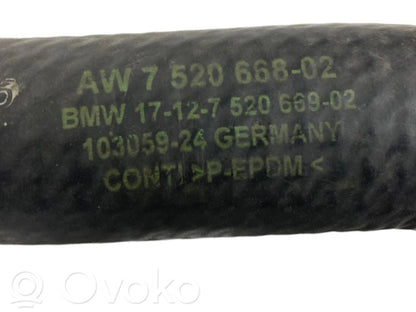 AW 7 520 668-02
BMW 17-12-7 520 669-02
103059-24 GERMANY
CONTI >P-EPDM<
© OVOKO